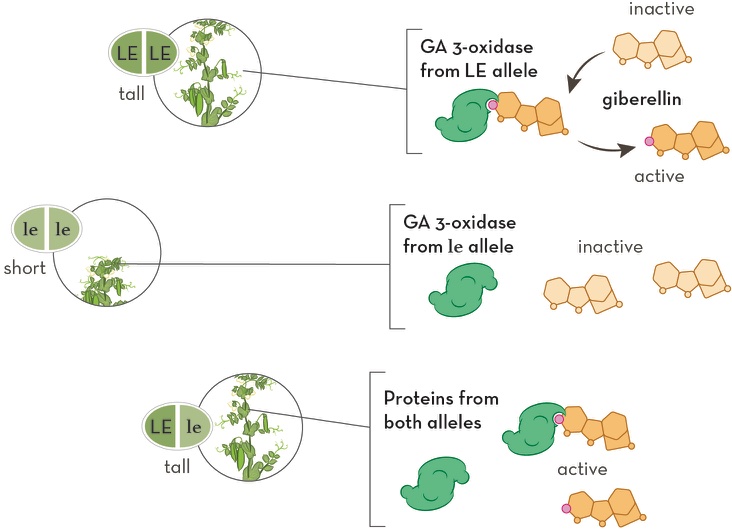 inactive
LE LE
tall
GA 3-oxidase
from LE allele
giberellin
active
le le
short
GA 3-oxidase
from le allele
inactive
LE le
tall
Proteins from
both alleles
active